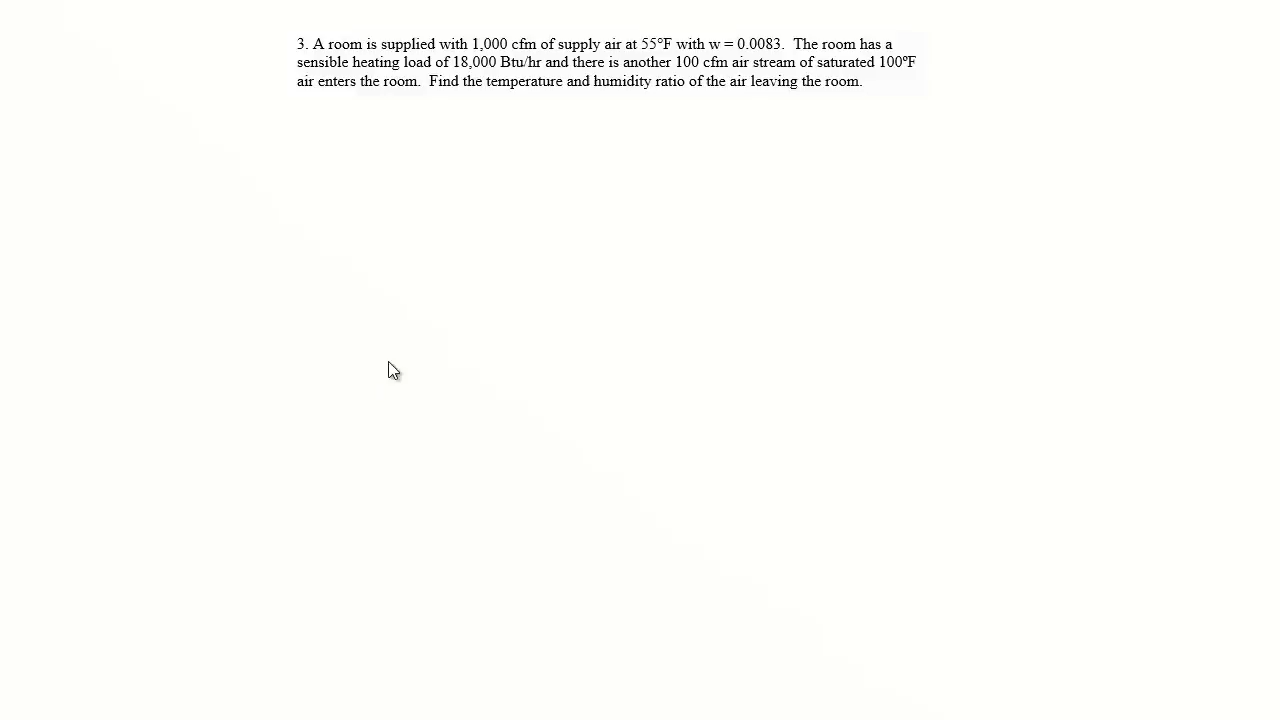 3. A room is supplied with 1,000 cfm of supply air at 55°F with w = 0.0083.  The room has a
sensible heating load of 18,000 Btu/hr and there is another 100 cfm air stream of saturated 100ºF
air enters the room.  Find the temperature and humidity ratio of the air leaving the room.